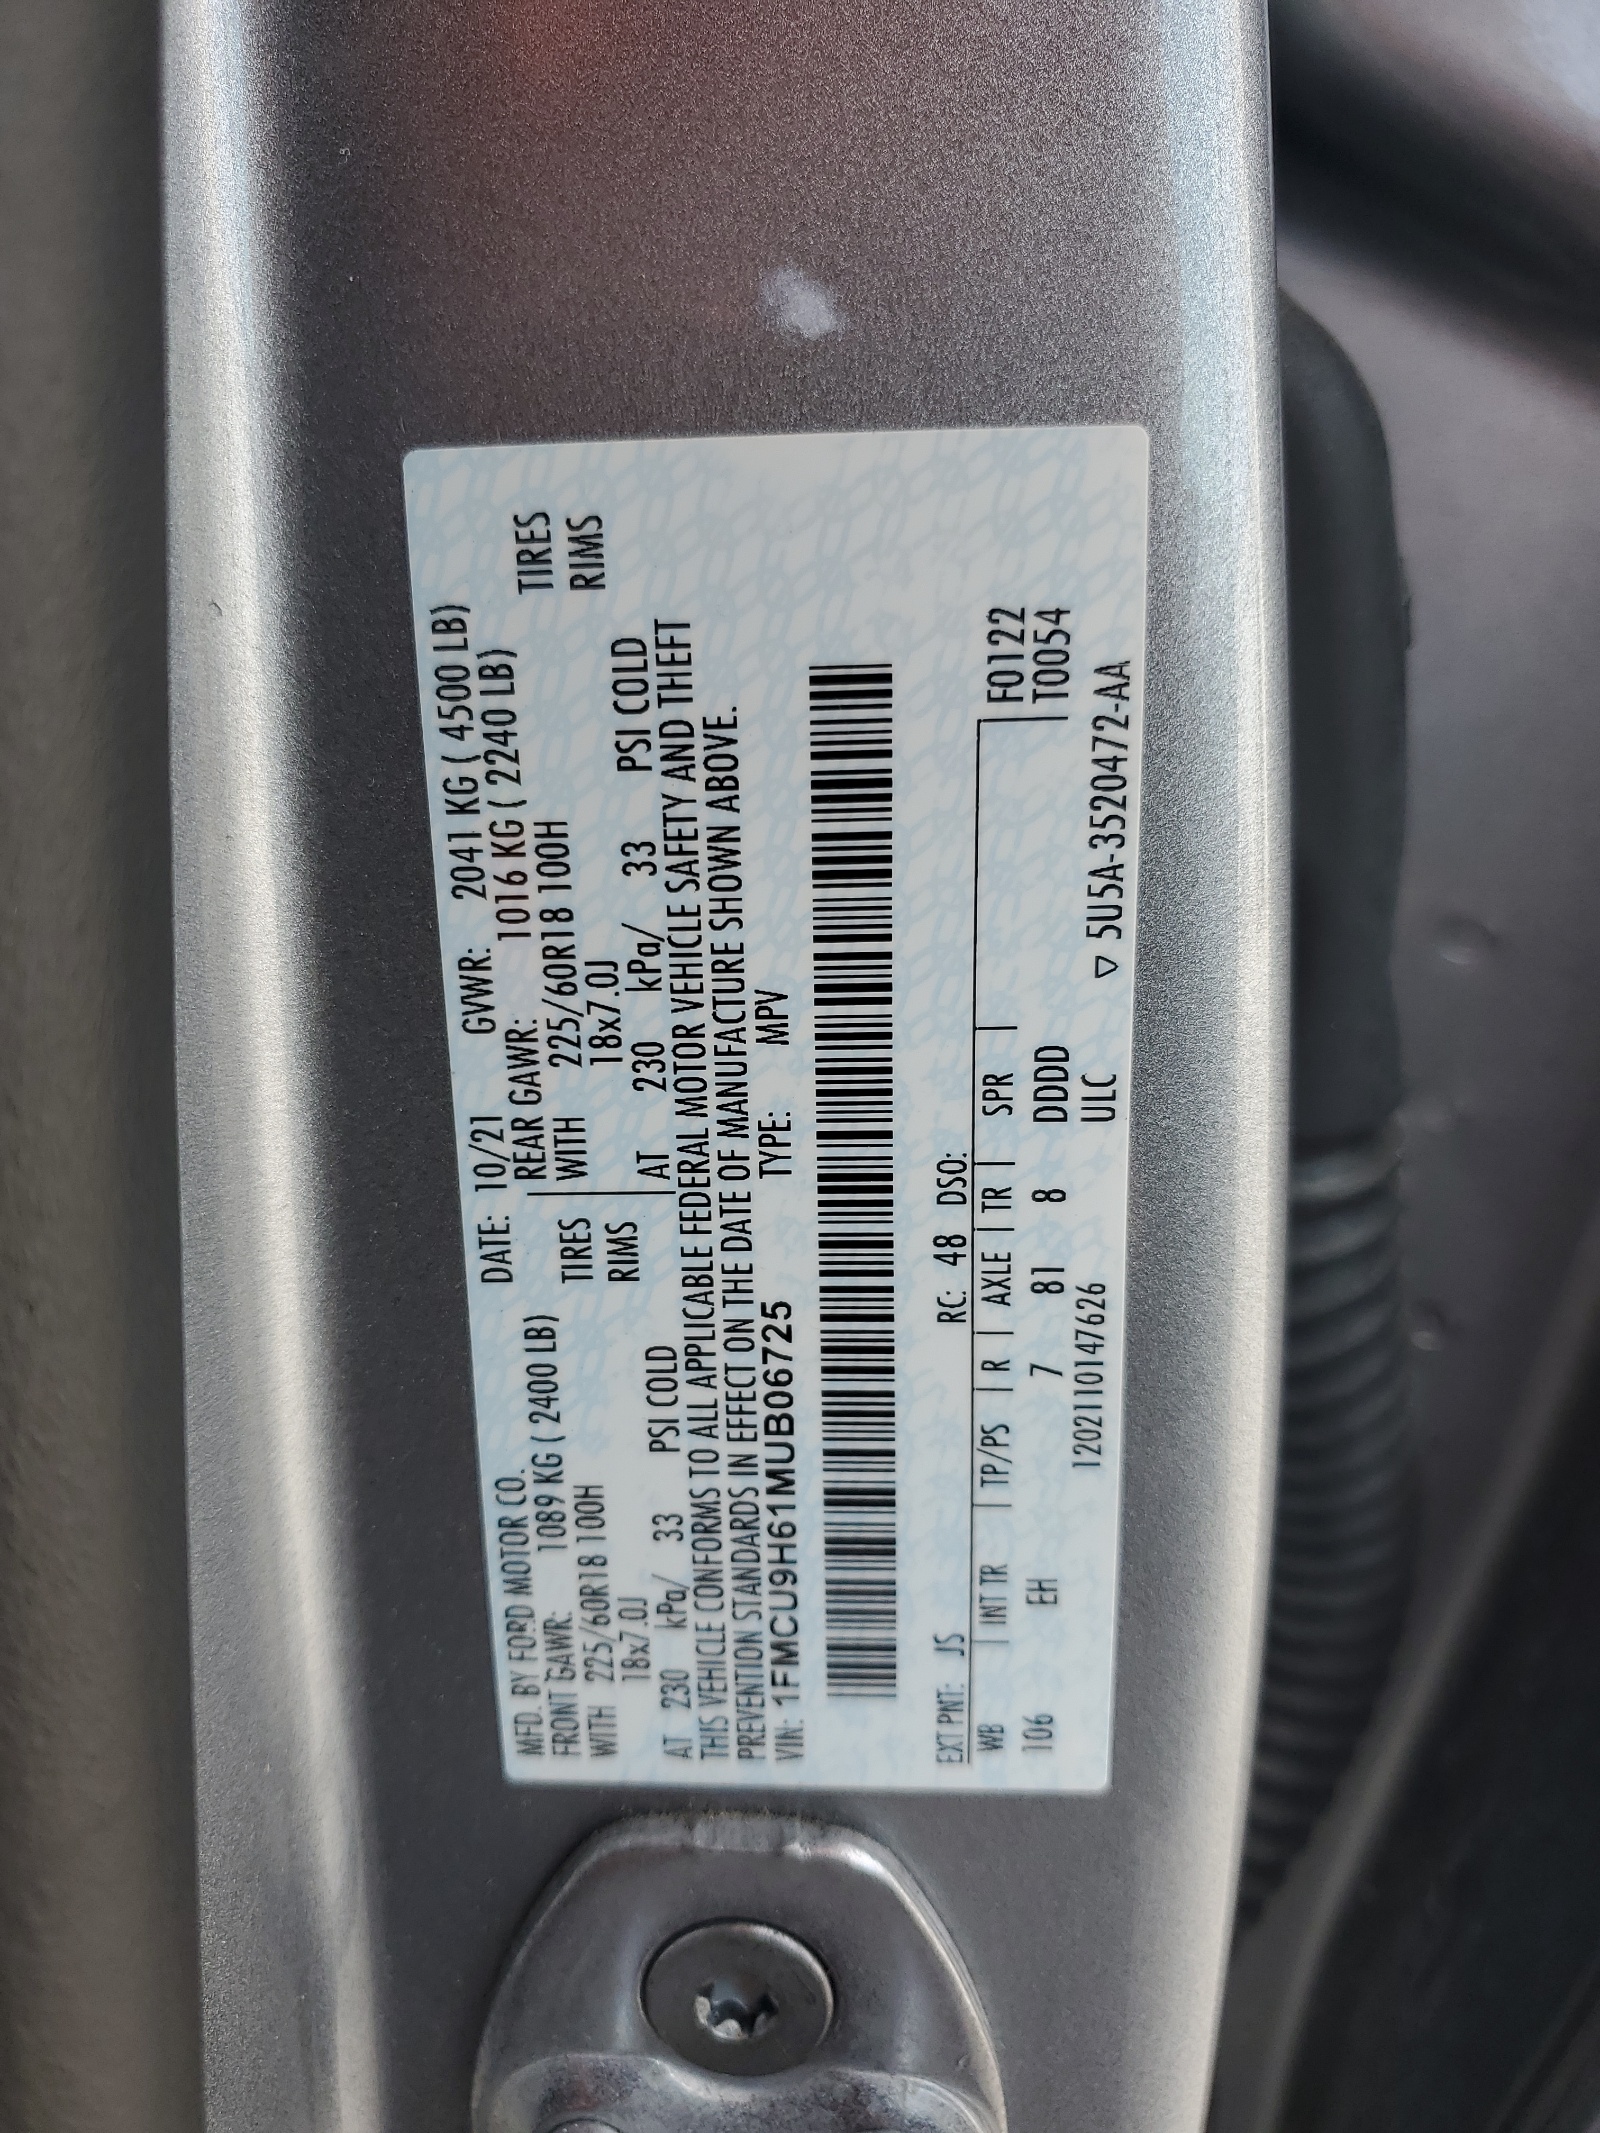 MFD. BY FORD MOTOR CO. DATE: 10/21 GVWR: 2041 KG ( 4500 LB)
FRONT GAWR: 1089 KG ( 2400 LB) REAR GAWR: 1016 KG ( 2240 LB)
WITH 225/60R18 100H TIRES WITH 225/60R18 100H TIRES
18x7.0J RIMS 18x7.0J RIMS
AT 230 kPa/ 33 PSI COLD AT 230 kPa/ 33 PSI COLD
THIS VEHICLE CONFORMS TO ALL APPLICABLE FEDERAL MOTOR VEHICLE SAFETY AND THEFT
PREVENTION STANDARDS IN EFFECT ON THE DATE OF MANUFACTURE SHOWN ABOVE.
VIN: 1FMCU9H61MUB06725 TYPE: MPV
EXT PNT: JS RC: 48 DSO:
WB | INT TR | TP/PS | R | AXLE | TR | SPR | F0122
106 EH 7 81 8 DDDD T0054
1202110147626 ULC ▽ 5U5A-3520472-AA